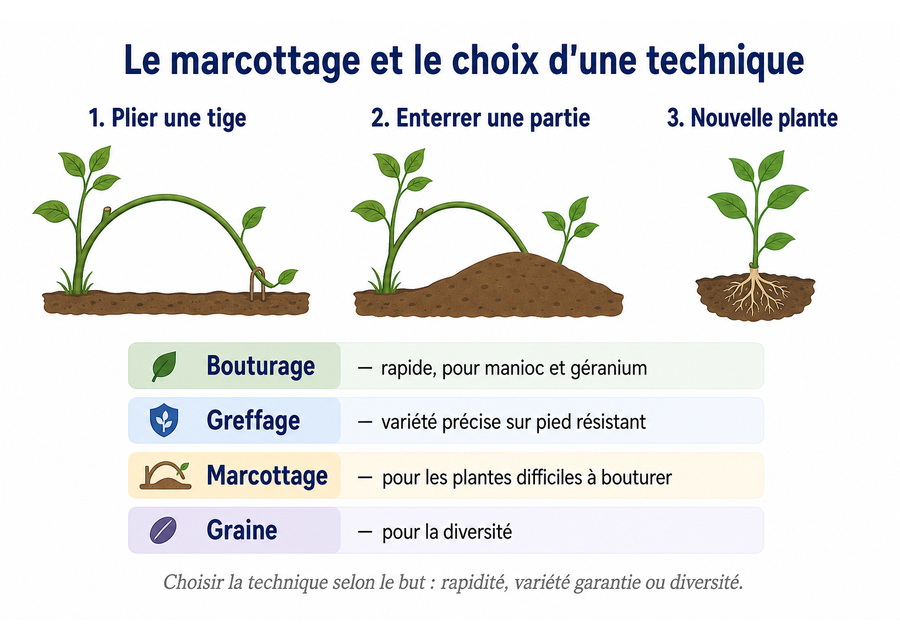 Le marcottage et le choix d'une technique
1. Plier une tige
2. Enterrer une partie
3. Nouvelle plante
Bouturage — rapide, pour manioc et géranium
Greffage — variété précise sur pied résistant
Marcottage — pour les plantes difficiles à bouturer
Graine — pour la diversité
Choisir la technique selon le but : rapidité, variété garantie ou diversité.